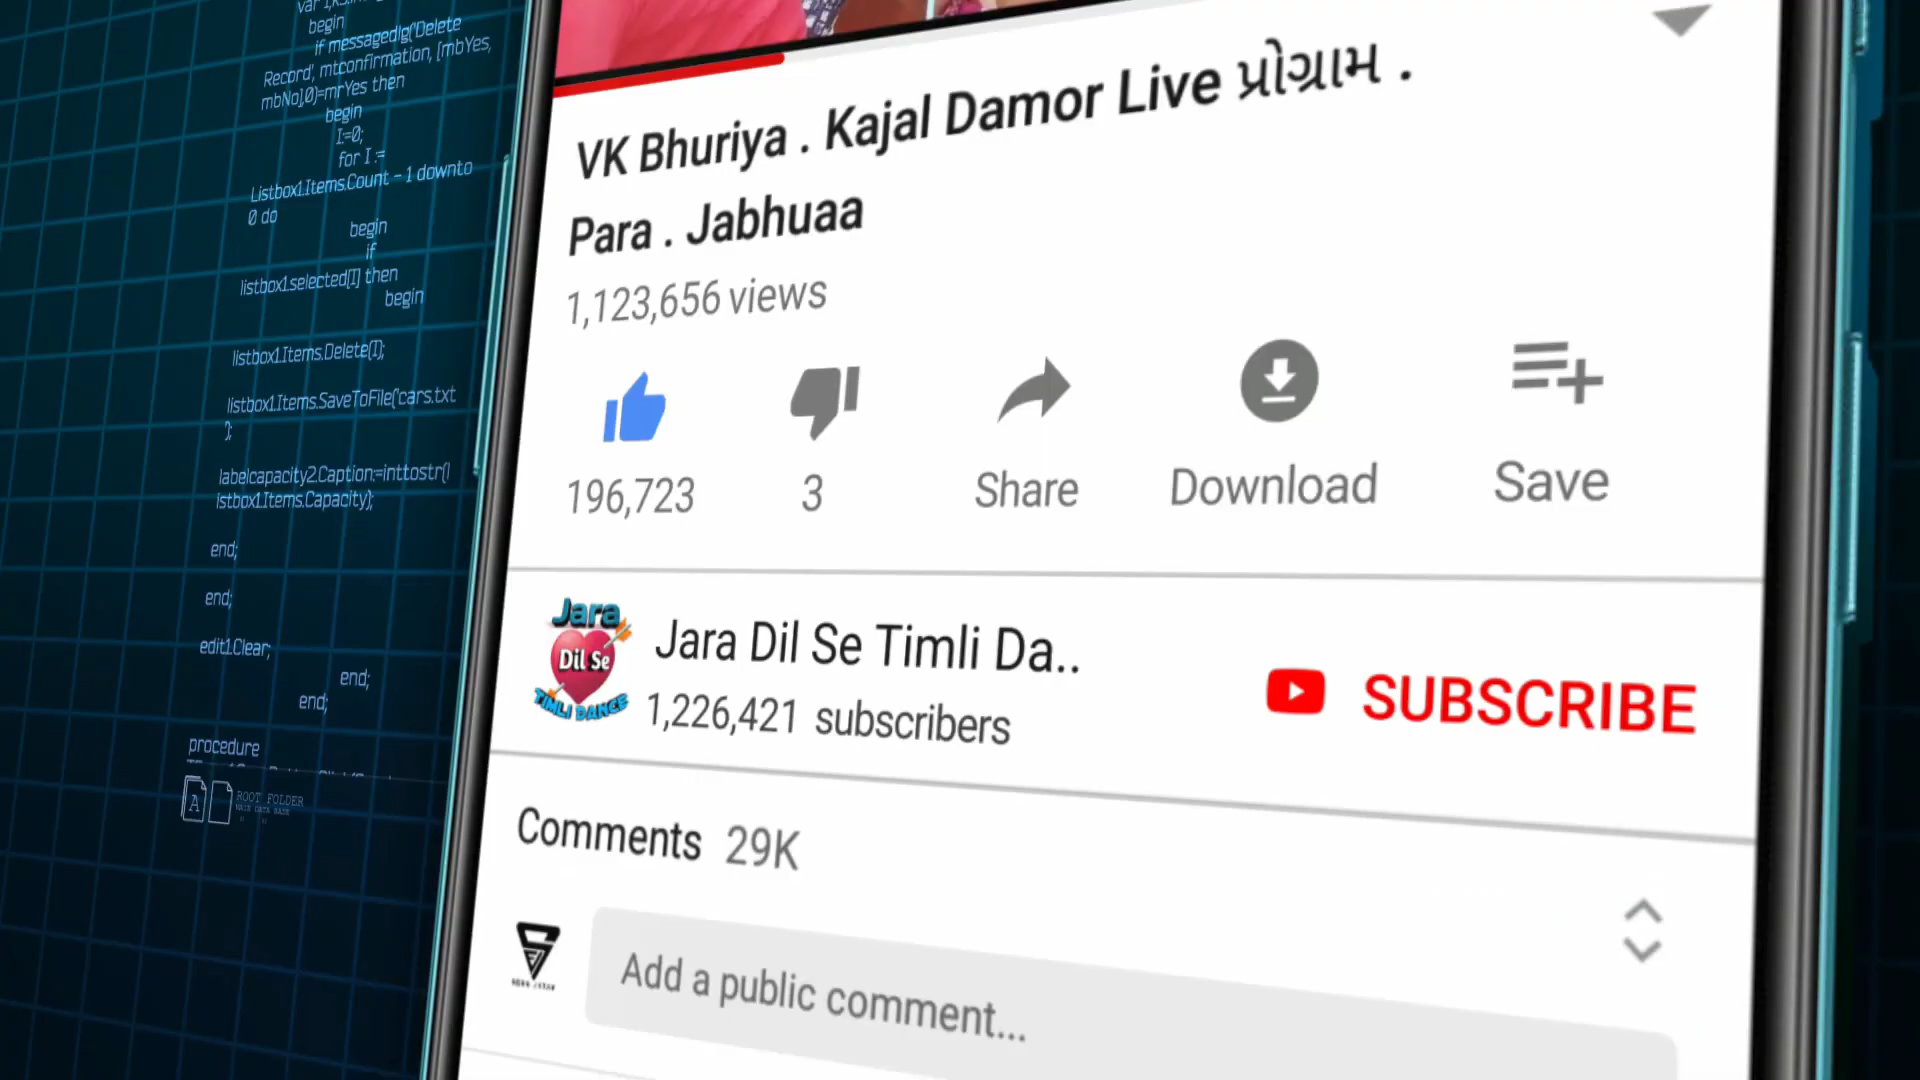 begin
if messagedlg('Delete
Record', mtconfirmation, [mbYes,
mbNo],0)=mrYes then
begin
I:=0;
for I :=
Listbox1.Items.Count - 1 downto
0 do
begin
if
listbox1.selected[I] then
begin
listbox1.Items.Delete(I);
listbox1.Items.SaveToFile('cars.txt
');
labelcapacity2.Caption:=inttostr(l
istbox1.Items.Capacity);
end;
end;
edit1.Clear;
end;
end;
procedure
A ROOT FOLDER
VK Bhuriya . Kajal Damor Live પ્રોગ્રામ .
Para . Jabhuaa
1,123,656 views
196,723 3 Share Download Save
Jara
Dil Se
TIMLI DANCE
Jara Dil Se Timli Da..
1,226,421 subscribers
SUBSCRIBE
Comments 29K
Add a public comment...